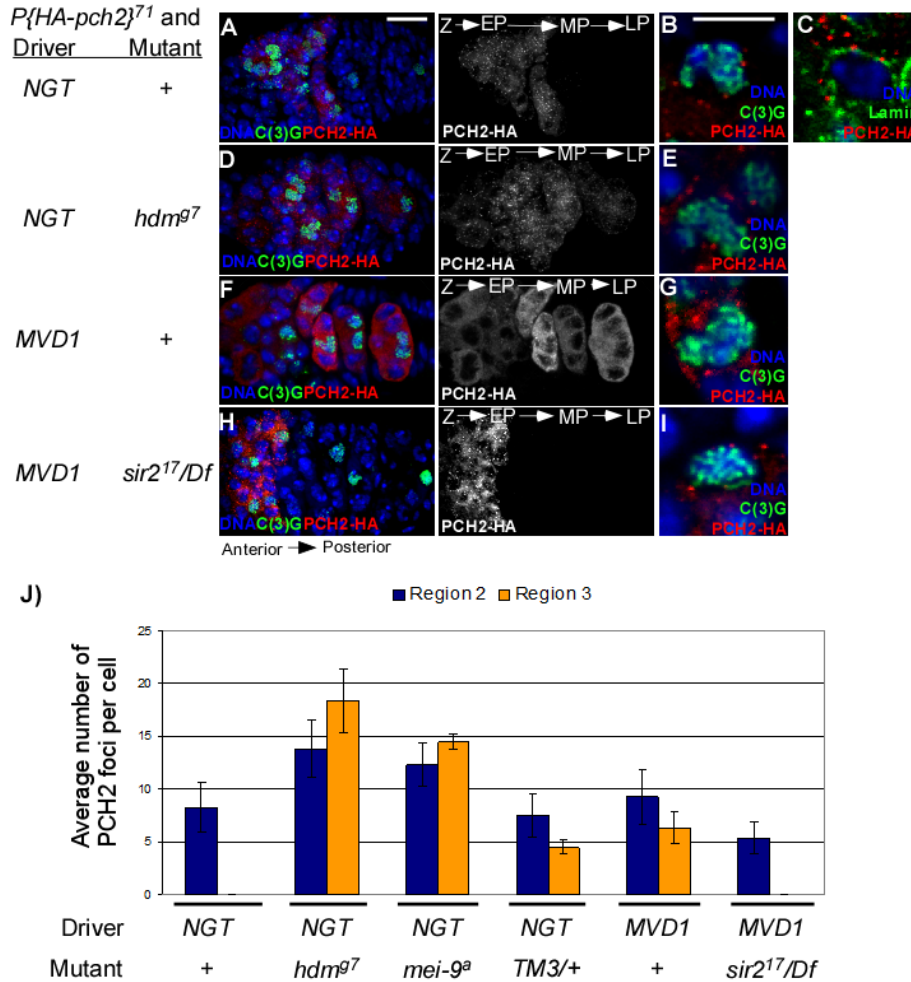 P{HA-pch2}71 and
Driver Mutant
NGT +
A
DNA C(3)G PCH2-HA
Z EP MP LP
PCH2-HA
B
DNA
C(3)G
PCH2-HA
C
DNA
Lamin
PCH2-HA
NGT hdmg7
D
DNA C(3)G PCH2-HA
Z EP MP LP
PCH2-HA
E
DNA
C(3)G
PCH2-HA
MVD1 +
F
DNA C(3)G PCH2-HA
Z EP MP LP
PCH2-HA
G
DNA
C(3)G
PCH2-HA
MVD1 sir217/Df
H
DNA C(3)G PCH2-HA
Z EP MP LP
PCH2-HA
I
DNA
C(3)G
PCH2-HA
Anterior Posterior
J)
Region 2 Region 3
Average number of
PCH2 foci per cell
25
20
15
10
5
0
Driver NGT NGT NGT NGT MVD1 MVD1
Mutant + hdmg7 mei-9a TM3/+ + sir217/Df